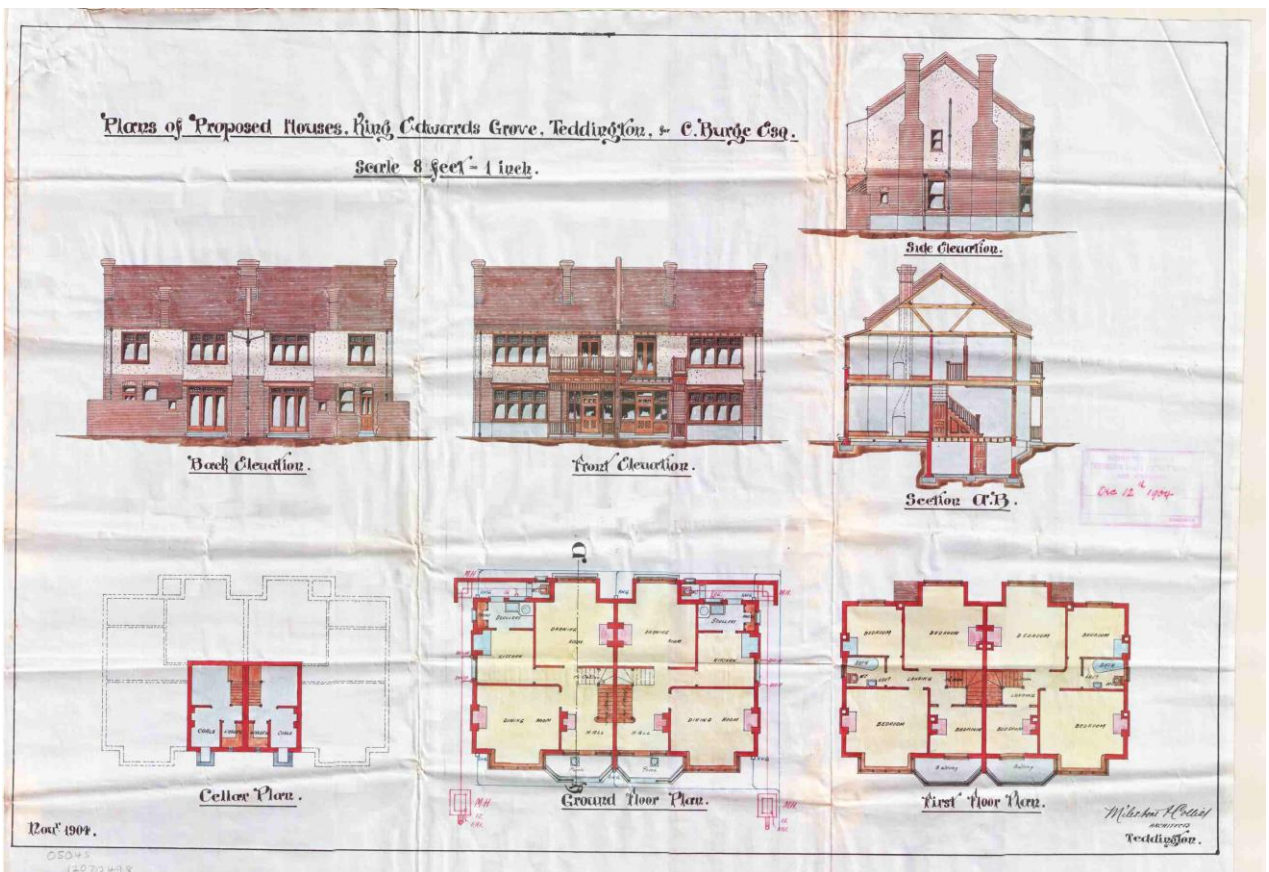 Plans of Proposed Houses, King Edwards Grove, Teddington, for C. Burge Esq.
Scale 8 feet = 1 inch.
Side Elevation.
Back Elevation.
Front Elevation.
Section A.B.
Dec 12th 1904
A
M.H
M.H
SCULLERY
DRAWING ROOM
DRAWING ROOM
SCULLERY
KITCHEN
KITCHEN
DINING ROOM
HALL
HALL
DINING ROOM
B
M.H
M.H
BEDROOM
BEDROOM
BEDROOM
BEDROOM
BATH
BATH
LANDING
LANDING
BEDROOM
BEDROOM
BEDROOM
BEDROOM
Balcony
Balcony
COALS
COALS
Cellar Plan.
Ground Floor Plan.
First Floor Plan.
ARCHITECTS
Teddington.
Novr 1904.
05045